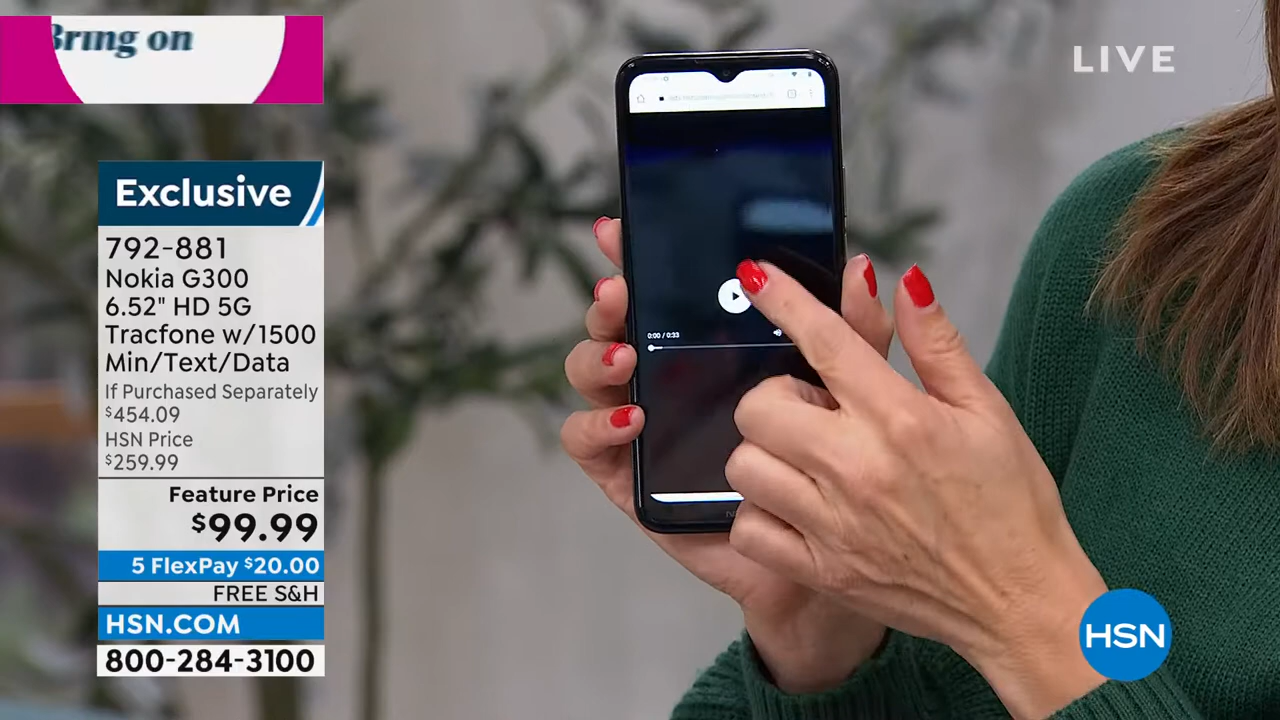 Bring on
LIVE
Exclusive
792-881
Nokia G300
6.52" HD 5G
Tracfone w/1500
Min/Text/Data
If Purchased Separately
$454.09
HSN Price
$259.99
Feature Price
$99.99
5 FlexPay $20.00
FREE S&H
HSN.COM
800-284-3100
0:00 / 0:33
HSN